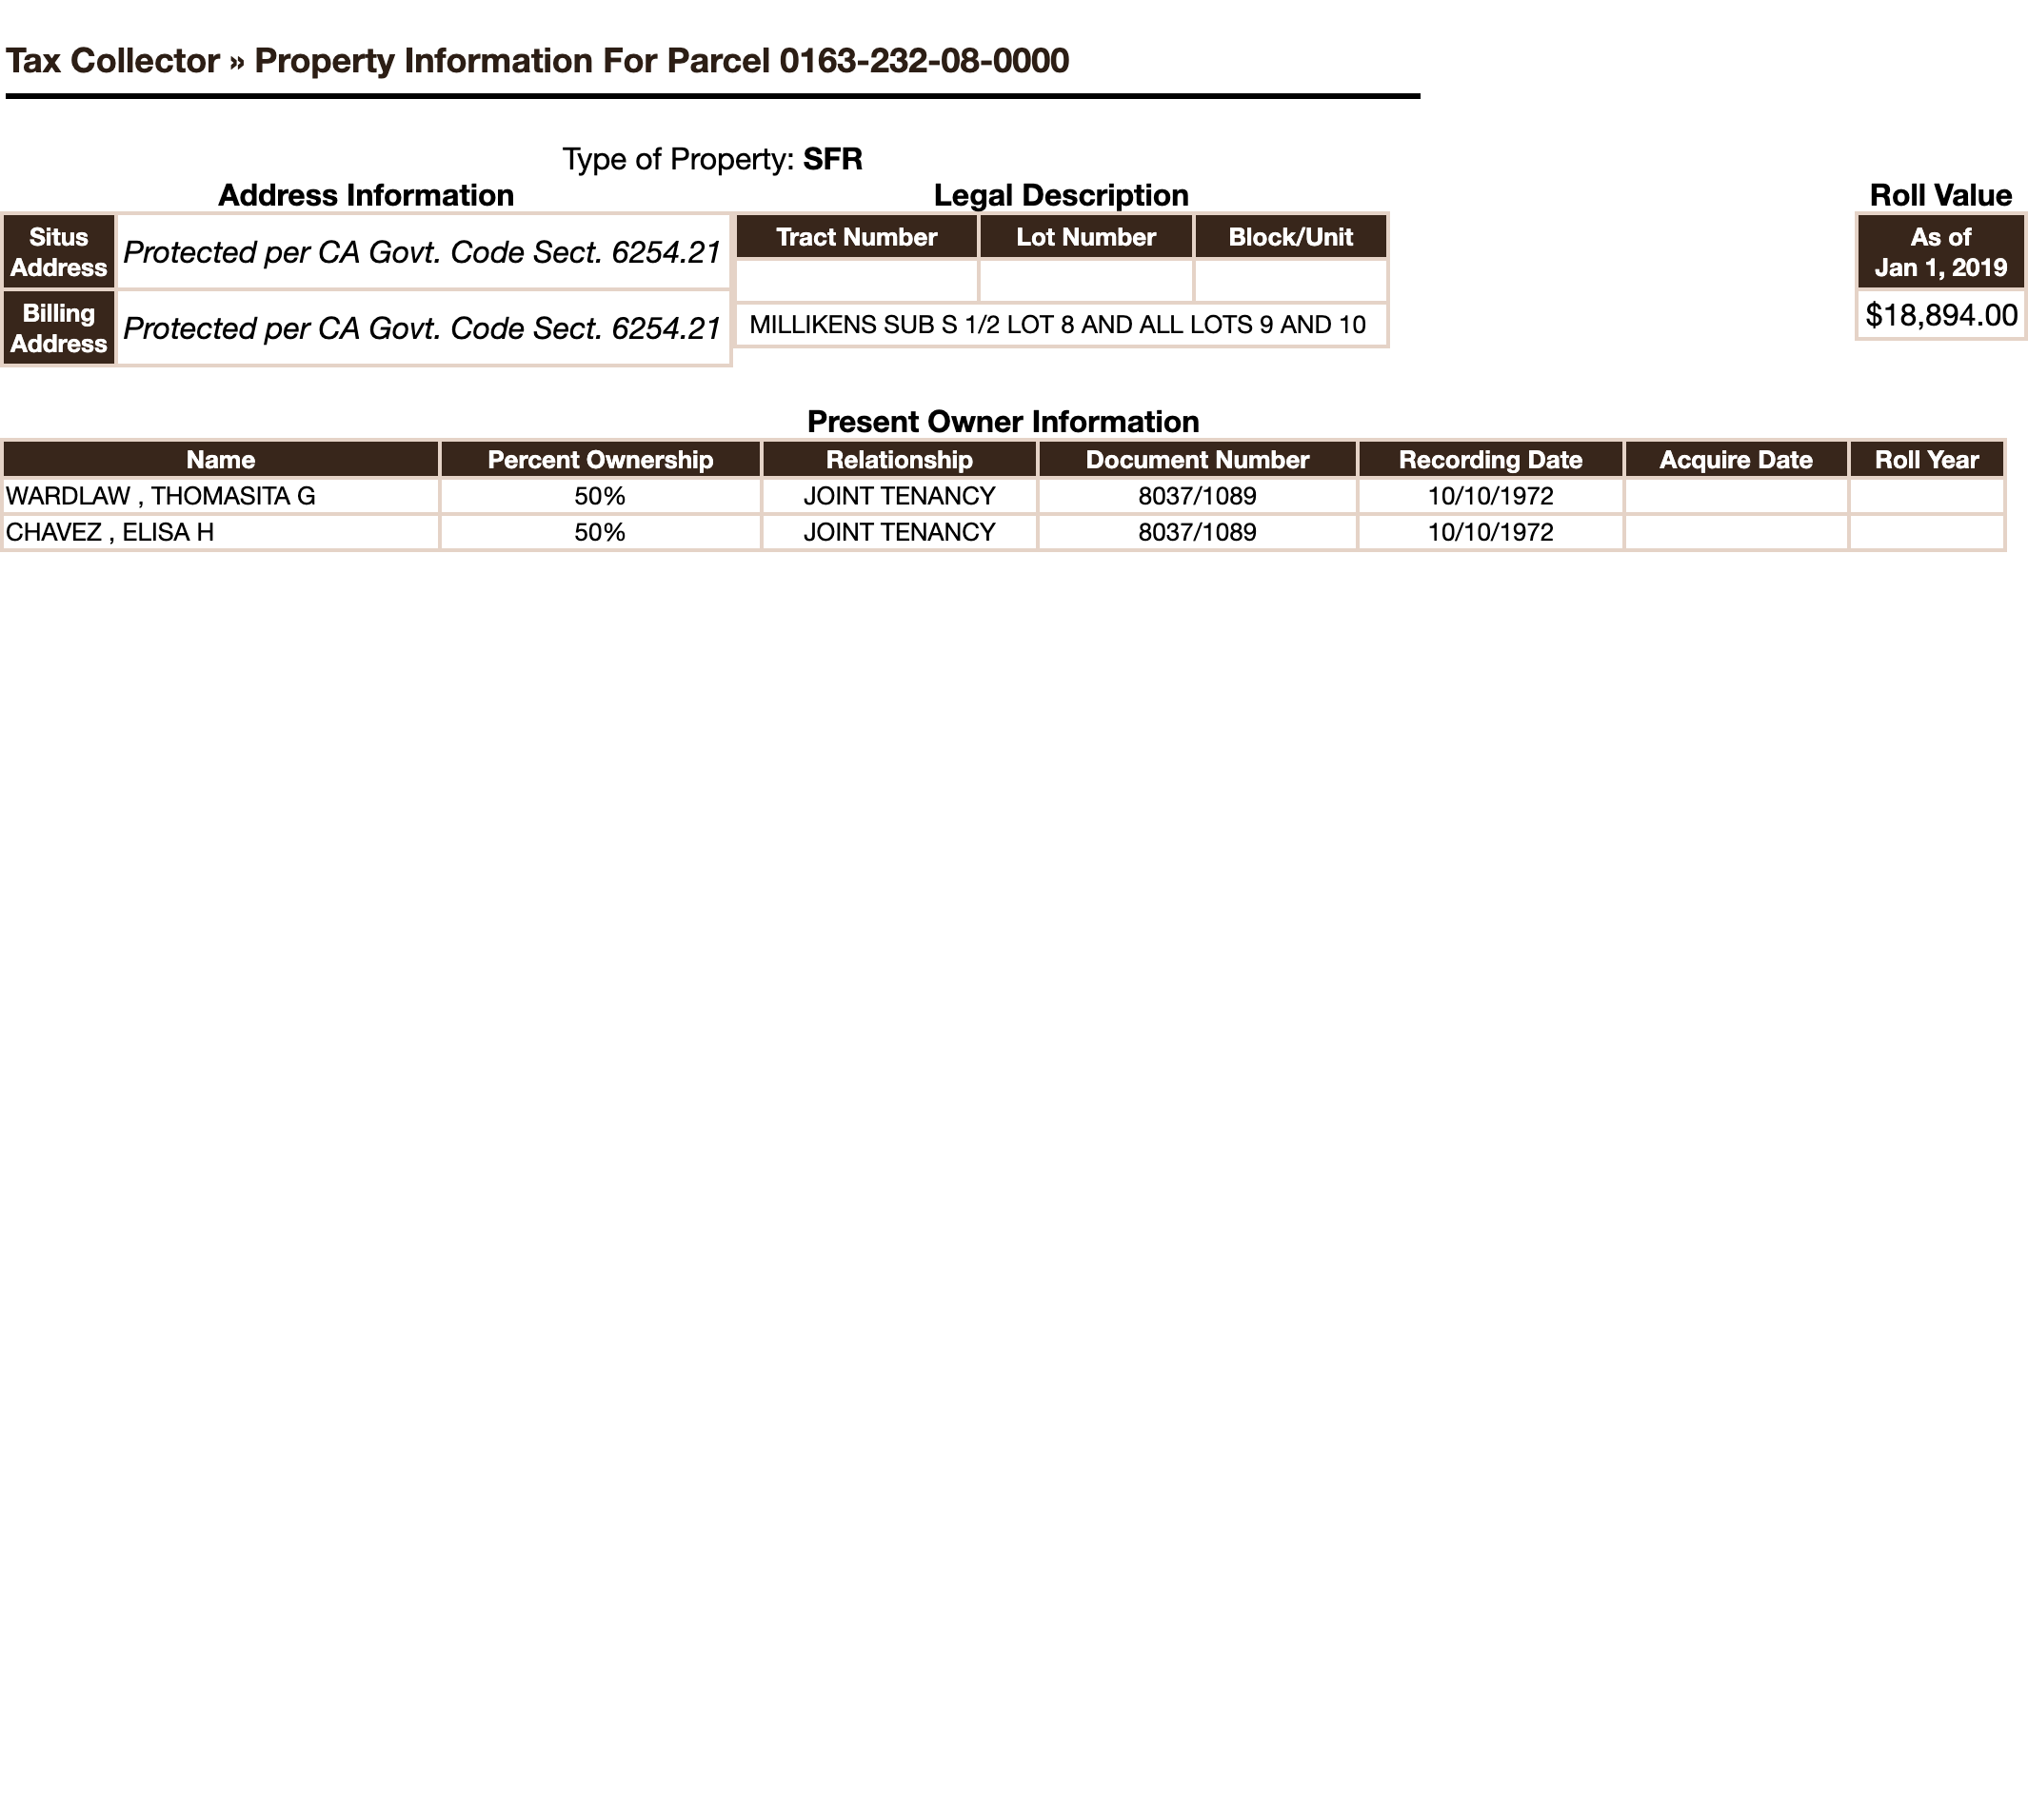 Tax Collector » Property Information For Parcel 0163-232-08-0000
Type of Property: SFR
Address Information
Situs Address Protected per CA Govt. Code Sect. 6254.21
Billing Address Protected per CA Govt. Code Sect. 6254.21
Legal Description
Tract Number Lot Number Block/Unit
MILLIKENS SUB S 1/2 LOT 8 AND ALL LOTS 9 AND 10
Roll Value
As of
Jan 1, 2019
$18,894.00
Present Owner Information
Name Percent Ownership Relationship Document Number Recording Date Acquire Date Roll Year
WARDLAW , THOMASITA G 50% JOINT TENANCY 8037/1089 10/10/1972
CHAVEZ , ELISA H 50% JOINT TENANCY 8037/1089 10/10/1972